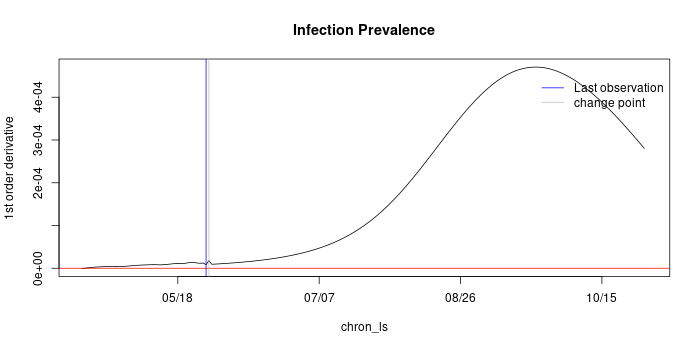 Infection Prevalence
1st order derivative
4e-04
3e-04
2e-04
0e+00
Last observation
change point
05/18
07/07
08/26
10/15
chron_ls